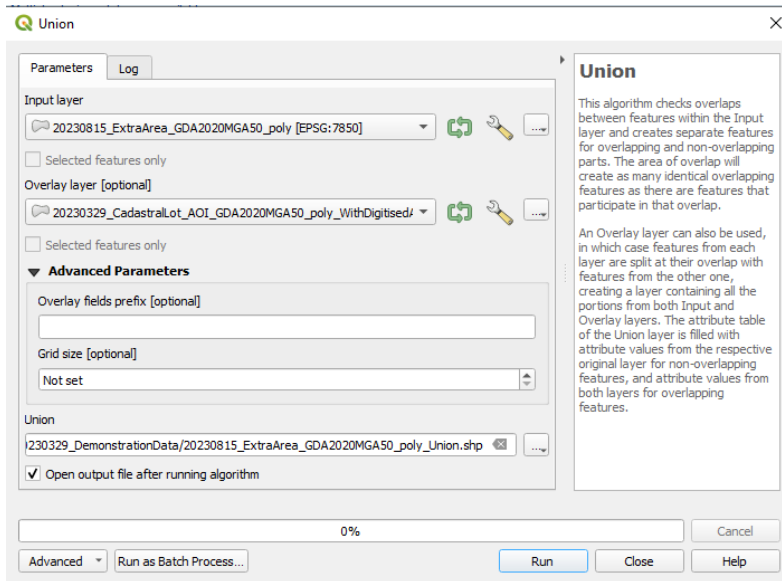 Union
Parameters
Log
Input layer
20230815_ExtraArea_GDA2020MGA50_poly [EPSG:7850]
Selected features only
Overlay layer [optional]
20230329_CadastralLot_AOI_GDA2020MGA50_poly_WithDigitised
Selected features only
Advanced Parameters
Overlay fields prefix [optional]
Grid size [optional]
Not set
Union
230329_DemonstrationData/20230815_ExtraArea_GDA2020MGA50_poly_Union.shp
Open output file after running algorithm
Union
This algorithm checks overlaps
between features within the Input
layer and creates separate features
for overlapping and non-overlapping
parts. The area of overlap will
create as many identical overlapping
features as there are features that
participate in that overlap.
An Overlay layer can also be used,
in which case features from each
layer are split at their overlap with
features from the other one,
creating a layer containing all the
portions from both Input and
Overlay layers. The attribute table
of the Union layer is filled with
attribute values from the respective
original layer for non-overlapping
features, and attribute values from
both layers for overlapping
features.
0%
Cancel
Advanced
Run as Batch Process...
Run
Close
Help